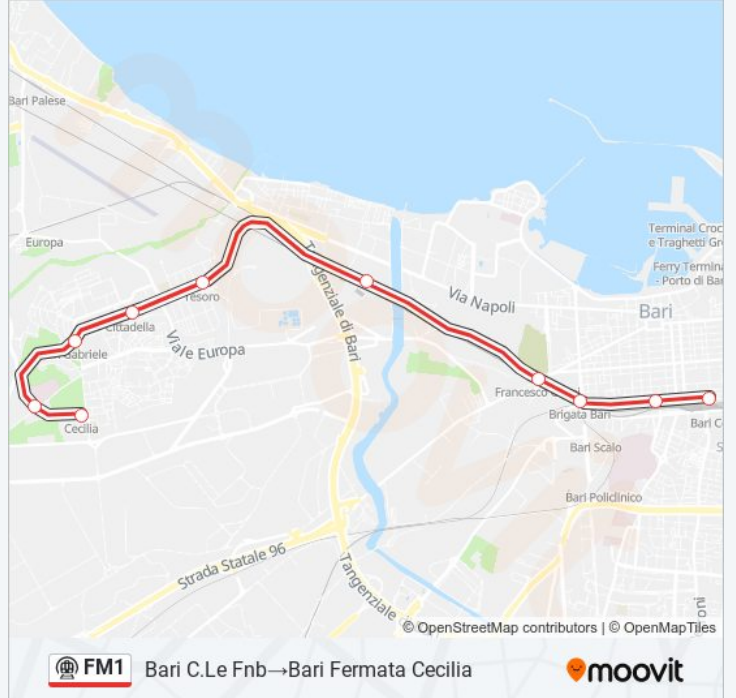 Bari Palese
Terminal Croc
e Traghetti Gr
Europa
Ferry Termina
- Porto di Bar
Tesoro
Via Napoli
Bari
Tangenziale di Bari
Cittadella
Viale Europa
Gabriele
Francesco
Brigata Bari
Bari C
Cecilia
Bari Scalo
S
Bari Policlinico
Strada Statale 96
Tangenziale
oni
© OpenStreetMap contributors | © OpenMapTiles
FM1 Bari C.Le Fnb→Bari Fermata Cecilia
moovit